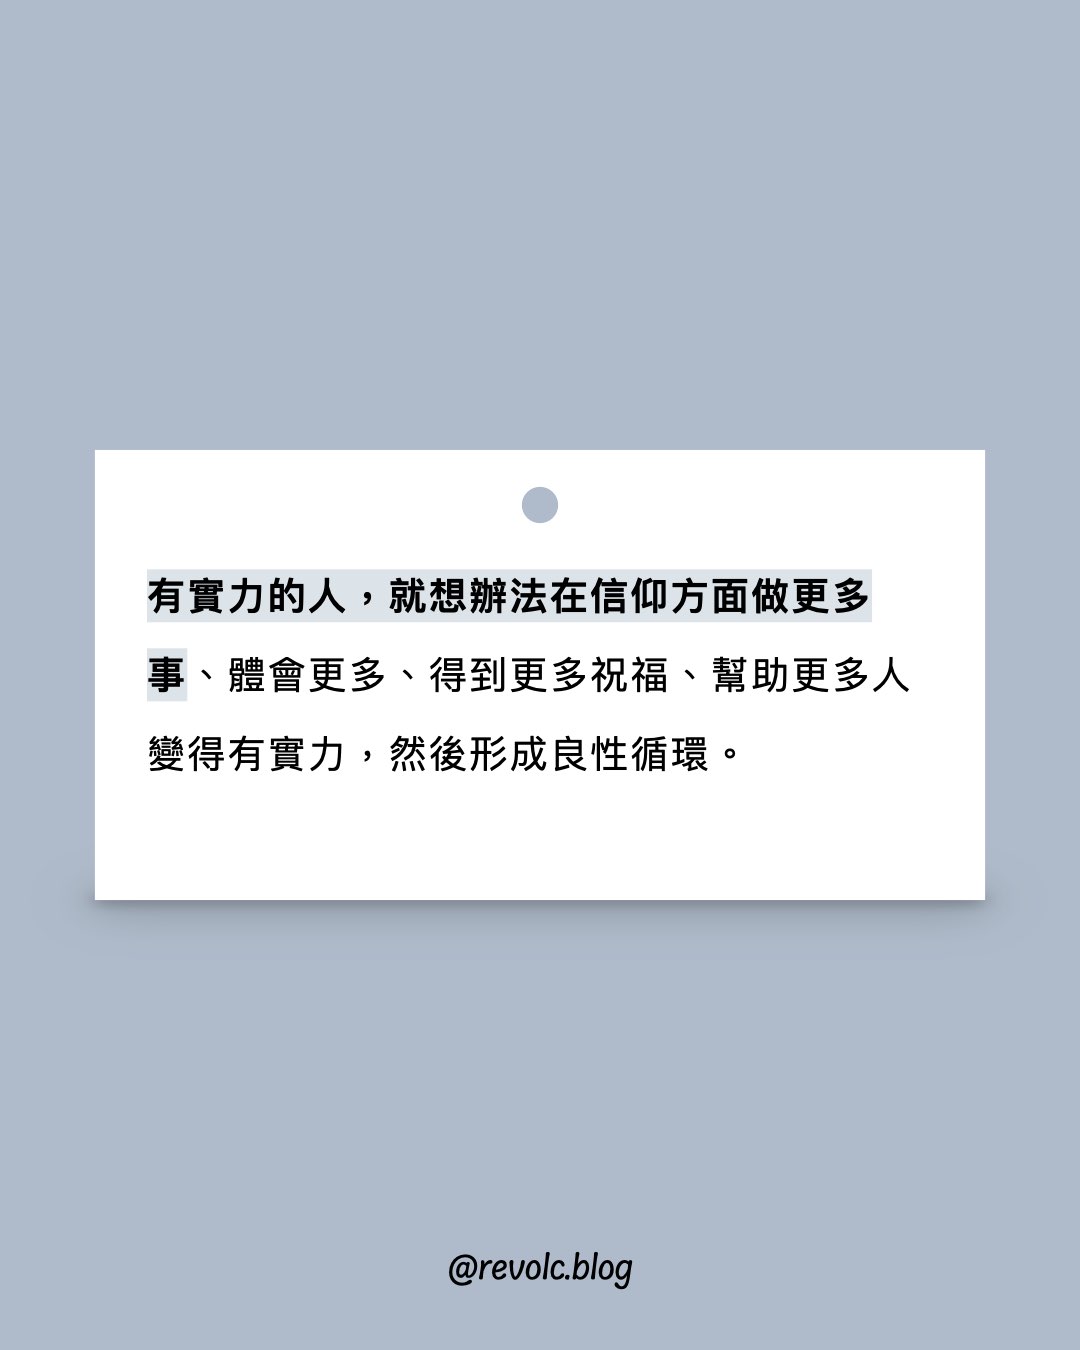 有實力的人，就想辦法在信仰方面做更多
事、體會更多、得到更多祝福、幫助更多人
變得有實力，然後形成良性循環。
@revolc.blog